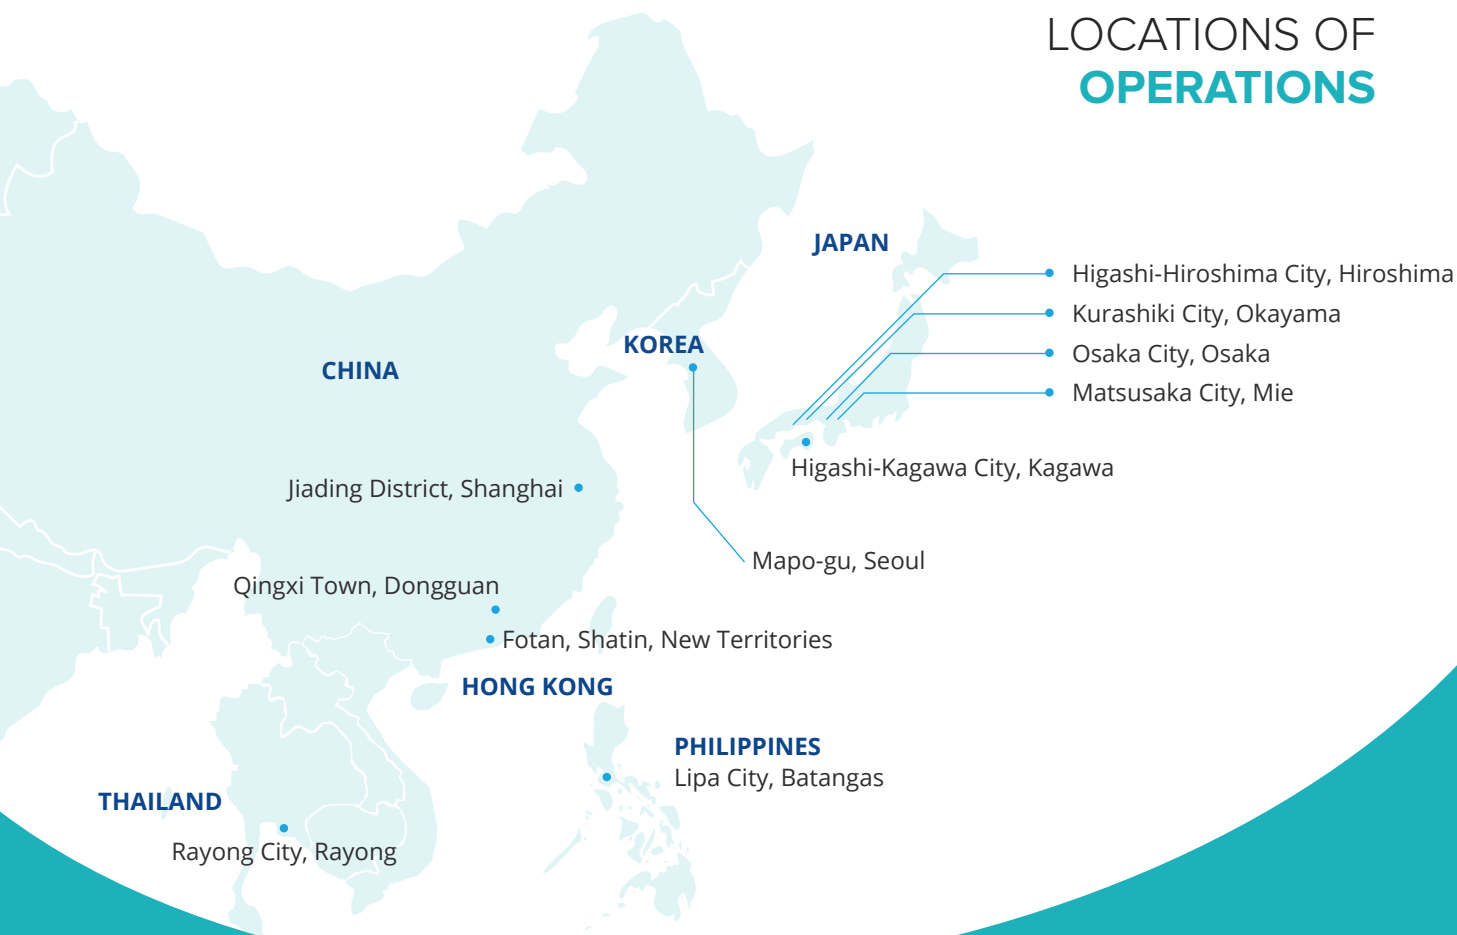 LOCATIONS OF
OPERATIONS
JAPAN
Higashi-Hiroshima City, Hiroshima
Kurashiki City, Okayama
Osaka City, Osaka
Matsusaka City, Mie
Higashi-Kagawa City, Kagawa
KOREA
Mapo-gu, Seoul
CHINA
Jiading District, Shanghai
Qingxi Town, Dongguan
Fotan, Shatin, New Territories
HONG KONG
PHILIPPINES
Lipa City, Batangas
THAILAND
Rayong City, Rayong